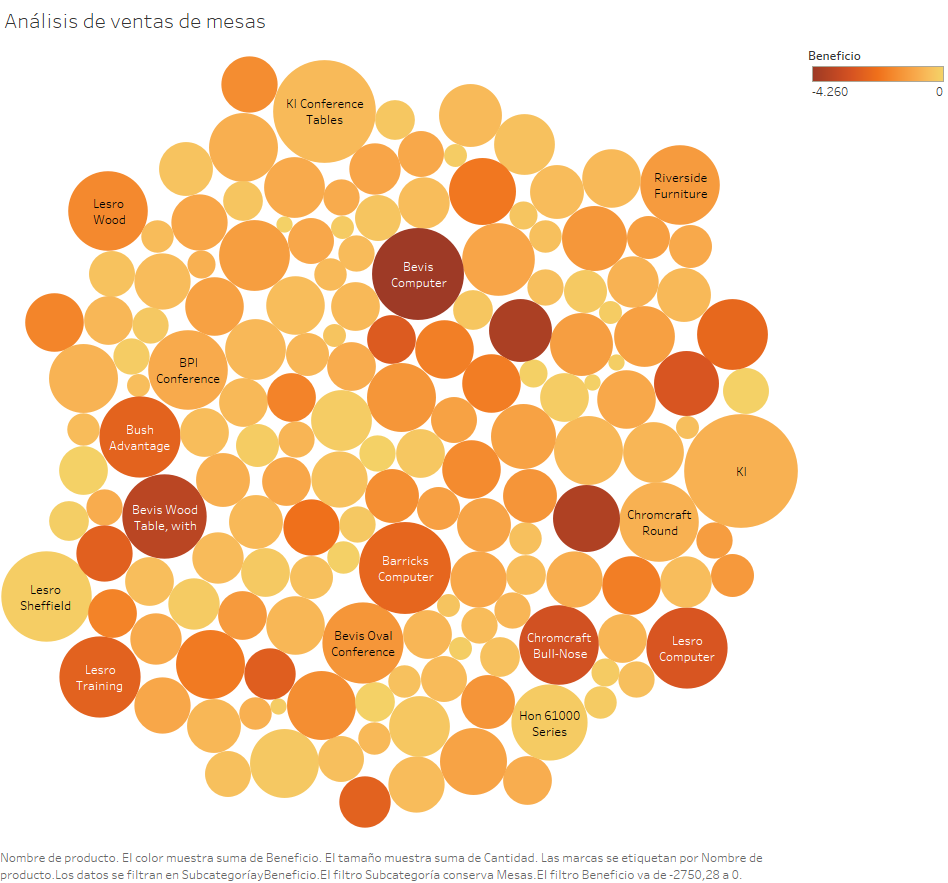 Análisis de ventas de mesas
Beneficio
-4.260
0
KI Conference
Tables
Riverside
Furniture
Lesro
Wood
Bevis
Computer
BPI
Conference
Bush
Advantage
KI
Bevis Wood
Table, with
Chromcraft
Round
Barricks
Computer
Lesro
Sheffield
Bevis Oval
Conference
Chromcraft
Bull-Nose
Lesro
Computer
Lesro
Training
Hon 61000
Series
Nombre de producto. El color muestra suma de Beneficio. El tamaño muestra suma de Cantidad. Las marcas se etiquetan por Nombre de
producto.Los datos se filtran en SubcategoríayBeneficio.El filtro Subcategoría conserva Mesas.El filtro Beneficio va de -2750,28 a 0.